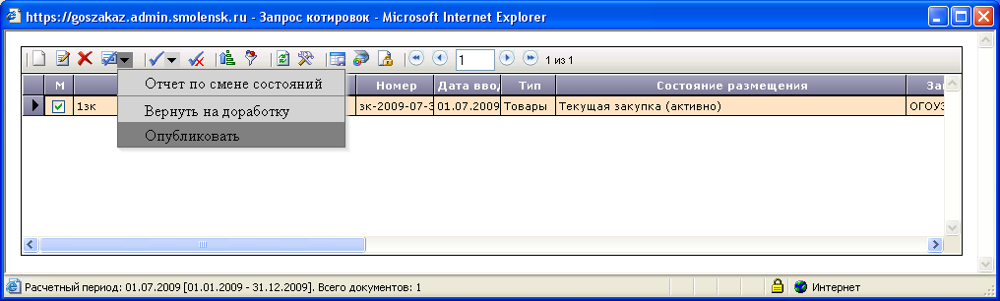 https://goszakaz.admin.smolensk.ru - Запрос котировок - Microsoft Internet Explorer
1 1 из 1
Отчет по смене состояний
Вернуть на доработку
Опубликовать
М Номер Дата ввод Тип Состояние размещения За
1зк зк-2009-07-3 01.07.2009 Товары Текущая закупка (активно) ОГОУЗ
Расчетный период: 01.07.2009 [01.01.2009 - 31.12.2009]. Всего документов: 1 Интернет